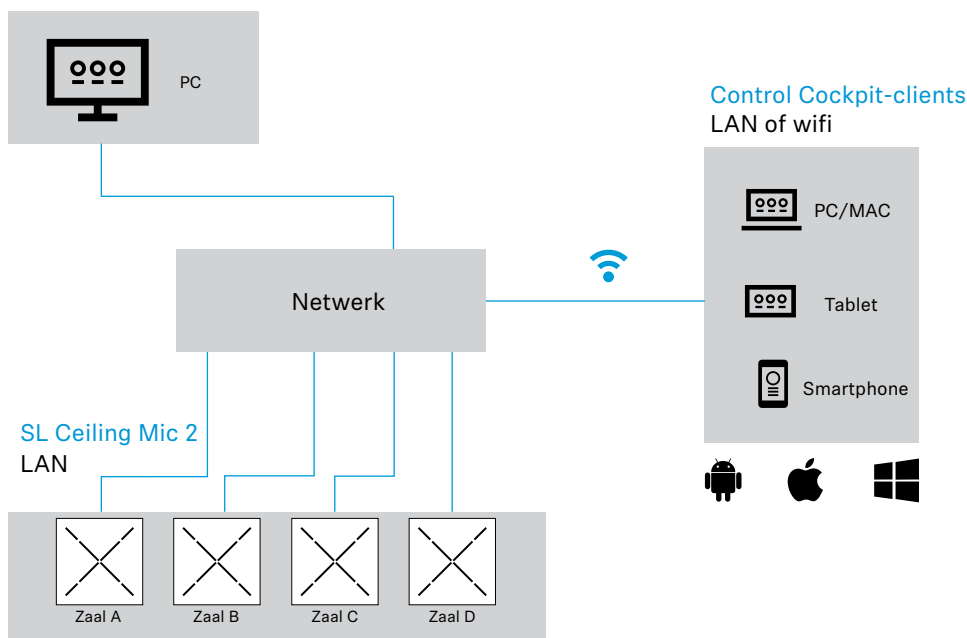 PC
Control Cockpit-clients
LAN of wifi
PC/MAC
Tablet
Smartphone
Netwerk
SL Ceiling Mic 2
LAN
Zaal A
Zaal B
Zaal C
Zaal D